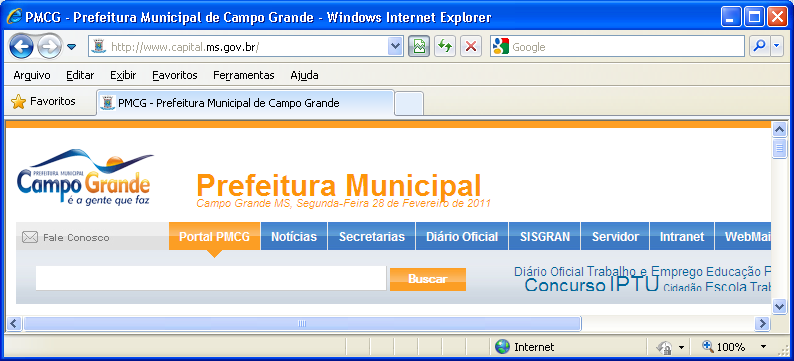 PMCG - Prefeitura Municipal de Campo Grande - Windows Internet Explorer
http://www.capital.ms.gov.br/
Google
Arquivo Editar Exibir Favoritos Ferramentas Ajuda
Favoritos PMCG - Prefeitura Municipal de Campo Grande
PREFEITURA MUNICIPAL
Campo Grande
é a gente que faz
Prefeitura Municipal
Campo Grande MS, Segunda-Feira 28 de Fevereiro de 2011
Fale Conosco Portal PMCG Notícias Secretarias Diário Oficial SISGRAN Servidor Intranet WebMai
Buscar
Diário Oficial Trabalho e Emprego Educação P
Concurso IPTU Cidadão Escola Trab
Internet 100%